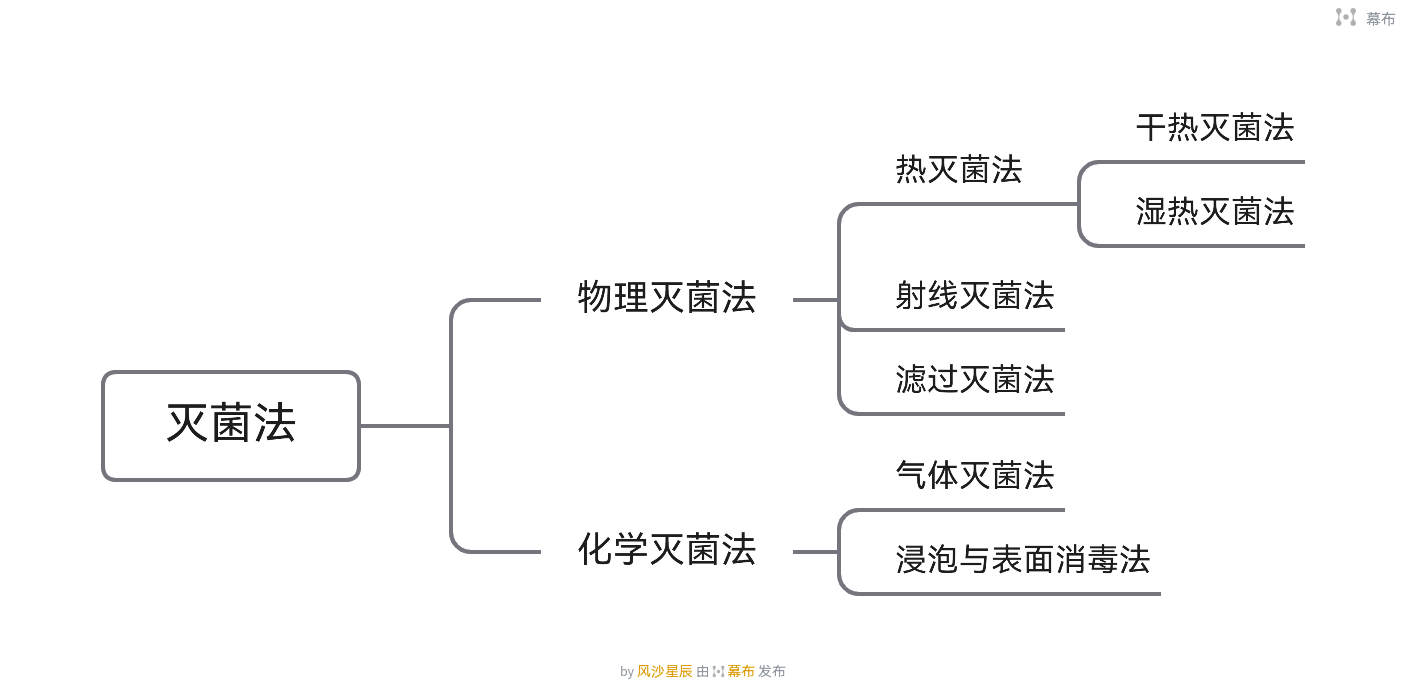 幕布
灭菌法
物理灭菌法
热灭菌法
干热灭菌法
湿热灭菌法
射线灭菌法
滤过灭菌法
化学灭菌法
气体灭菌法
浸泡与表面消毒法
by 风沙星辰 由 幕布 发布